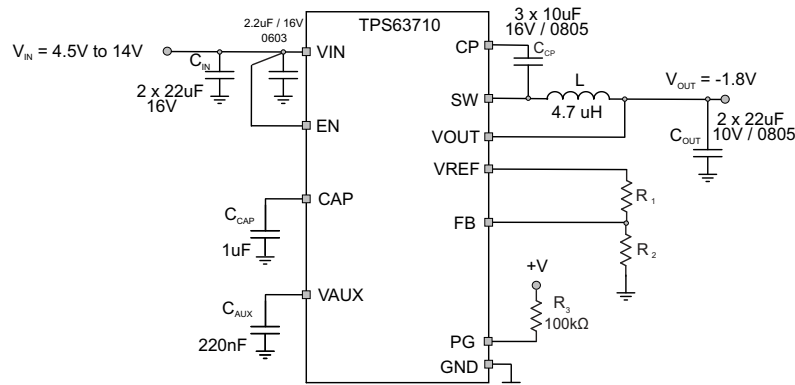 TPS63710
2.2uF / 16V
0603
3 x 10uF
16V / 0805
V_IN = 4.5V to 14V
C_IN
VIN
CP
C_CP
2 x 22uF
16V
L
4.7 uH
V_OUT = -1.8V
SW
EN
VOUT
2 x 22uF
10V / 0805
C_OUT
VREF
CAP
R_1
C_CAP
1uF
FB
R_2
+V
VAUX
C_AUX
220nF
R_3
100kΩ
PG
GND